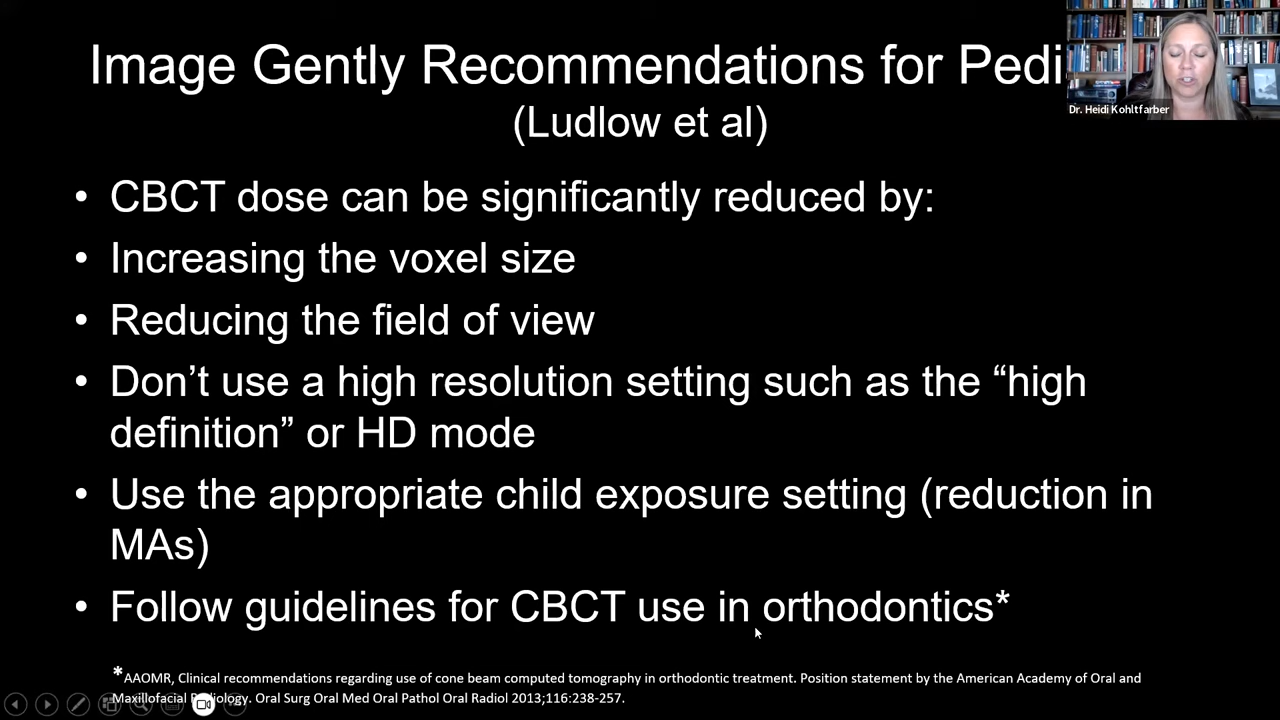 Image Gently Recommendations for Pedi
(Ludlow et al)
Dr. Heidi Kohltfarber
• CBCT dose can be significantly reduced by:
• Increasing the voxel size
• Reducing the field of view
• Don’t use a high resolution setting such as the “high
definition” or HD mode
• Use the appropriate child exposure setting (reduction in
MAs)
• Follow guidelines for CBCT use in orthodontics*
*AAOMR, Clinical recommendations regarding use of cone beam computed tomography in orthodontic treatment. Position statement by the American Academy of Oral and
Maxillofacial Radiology. Oral Surg Oral Med Oral Pathol Oral Radiol 2013;116:238-257.